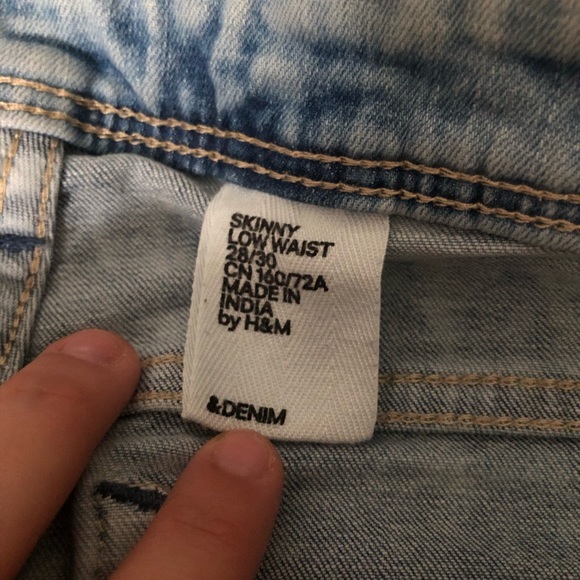 SKINNY
LOW WAIST
28/30
CN 160/72A
MADE IN
INDIA
by H&M
&DENIM